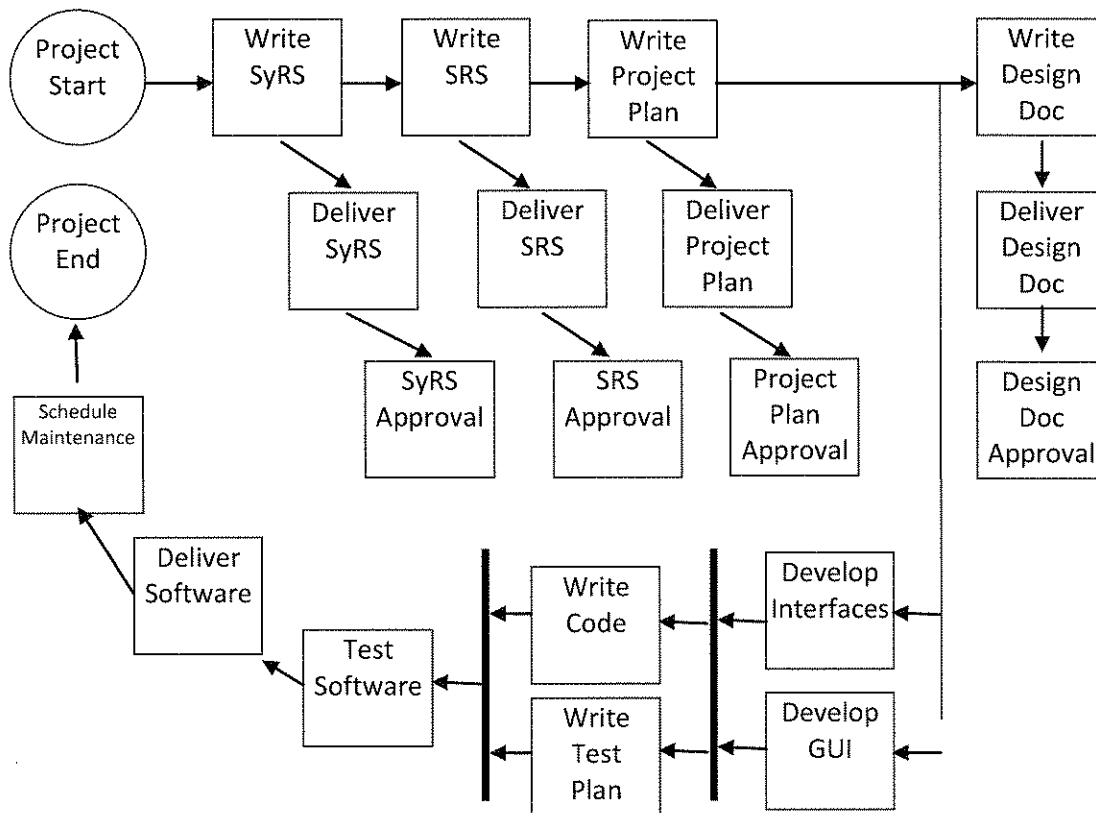 Project
Start
Write
SyRS
Write
SRS
Write
Project
Plan
Write
Design
Doc
Project
End
Deliver
SyRS
Deliver
SRS
Deliver
Project
Plan
Deliver
Design
Doc
SyRS
Approval
SRS
Approval
Project
Plan
Approval
Design
Doc
Approval
Schedule
Maintenance
Deliver
Software
Test
Software
Write
Code
Develop
Interfaces
Write
Test
Plan
Develop
GUI